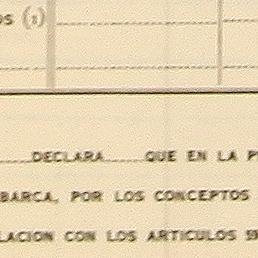 OS (1)
DECLARA QUE EN LA P
BARCA, POR LOS CONCEPTOS
LACION CON LOS ARTICULOS